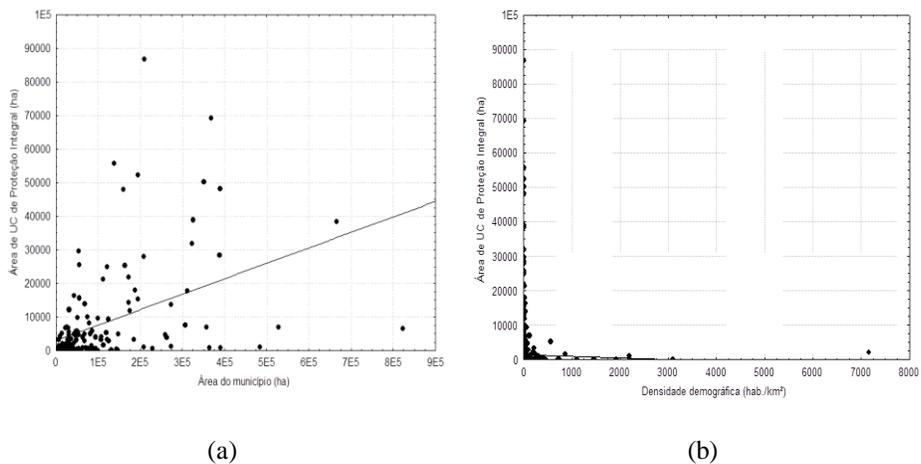 1E5
90000
80000
70000
60000
50000
40000
30000
20000
10000
0
Área de UC de Proteção Integral (ha)
0 1E5 2E5 3E5 4E5 5E5 6E5 7E5 8E5 9E5
Área do município (ha)
(a)
1E5
90000
80000
70000
60000
50000
40000
30000
20000
10000
0
Área de UC de Proteção Integral (ha)
0 1000 2000 3000 4000 5000 6000 7000 8000
Densidade demográfica (hab./km²)
(b)